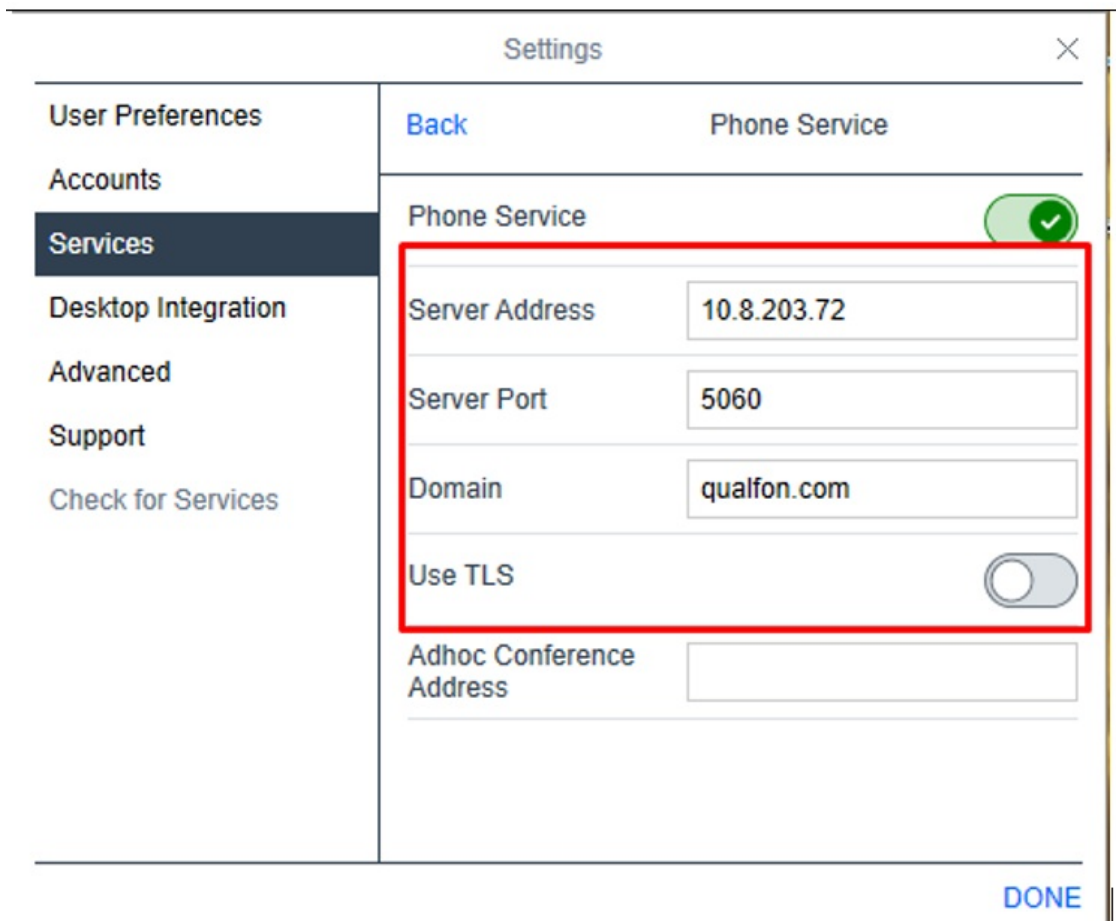 Settings
User Preferences
Accounts
Services
Desktop Integration
Advanced
Support
Check for Services
Back
Phone Service
Phone Service
Server Address
10.8.203.72
Server Port
5060
Domain
qualfon.com
Use TLS
Adhoc Conference
Address
DONE